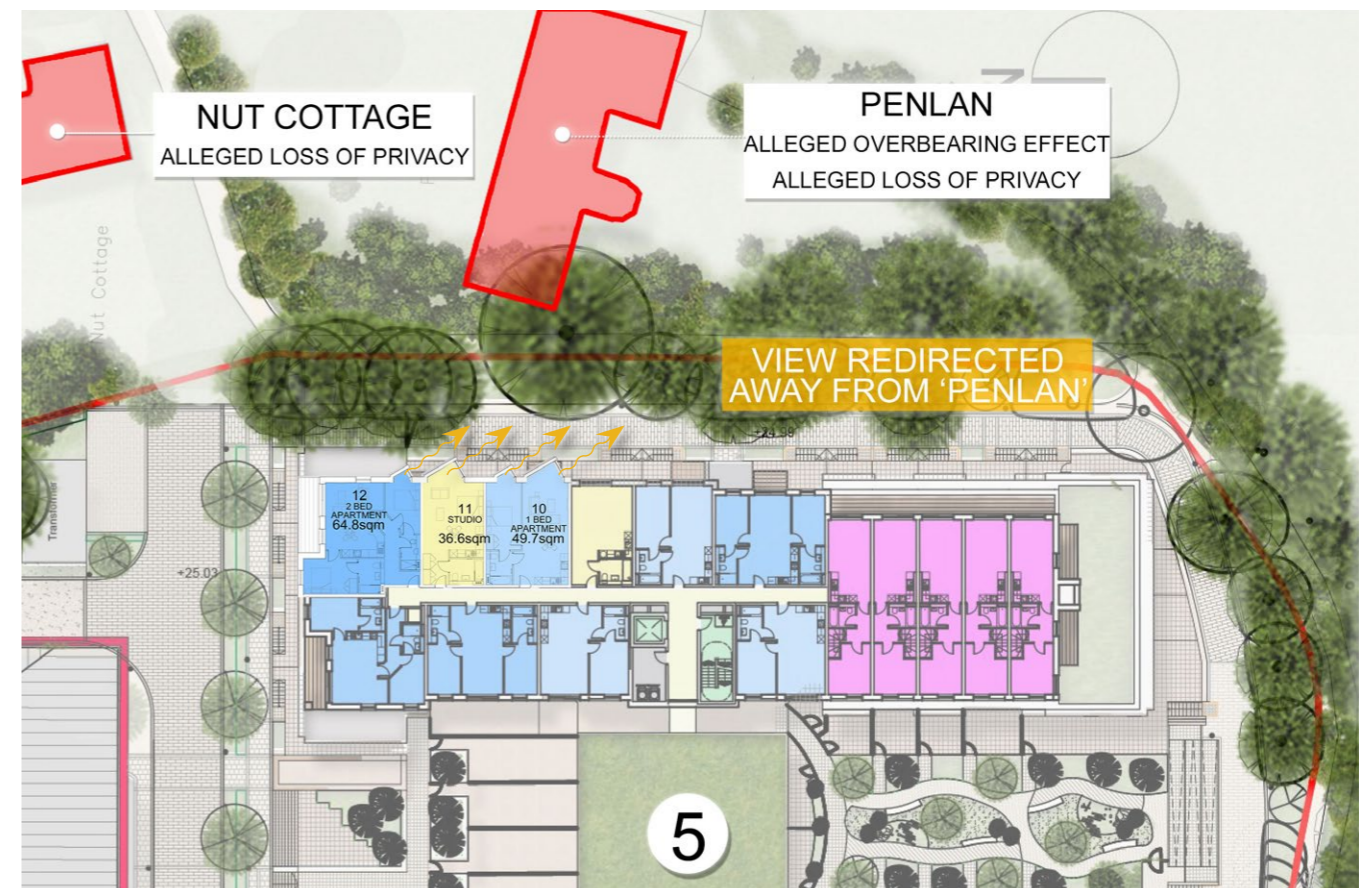 NUT COTTAGE
ALLEGED LOSS OF PRIVACY
PENLAN
ALLEGED OVERBEARING EFFECT
ALLEGED LOSS OF PRIVACY
Nut Cottage
VIEW REDIRECTED
AWAY FROM ‘PENLAN’
12
2 BED
APARTMENT
64.8sqm
11
STUDIO
36.6sqm
10
1 BED
APARTMENT
49.7sqm
Transformer
+25.03
5